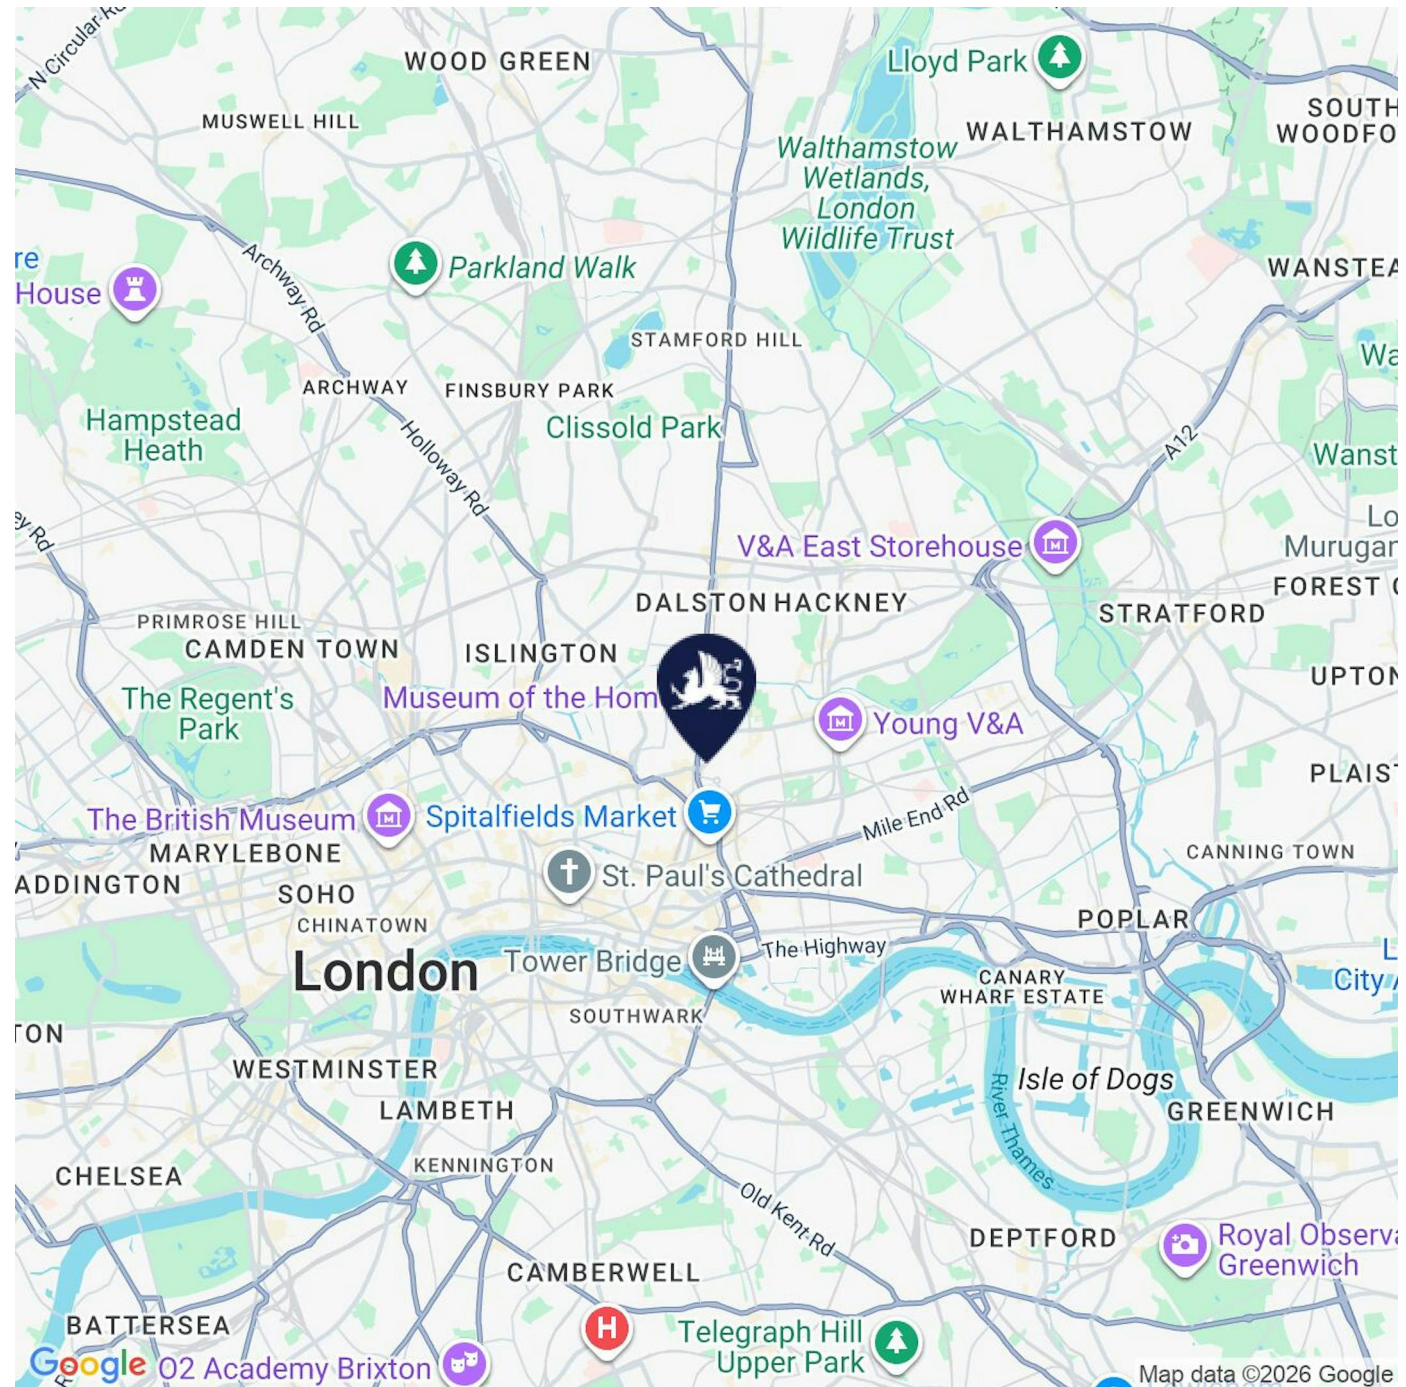 N Circular Rd
WOOD GREEN
Lloyd Park
MUSWELL HILL
WALTHAMSTOW
SOUTH
WOODFO
Walthamstow
Wetlands,
London
Wildlife Trust
re
House
Archway Rd
Parkland Walk
WANSTEA
STAMFORD HILL
Wa
ARCHWAY
FINSBURY PARK
Hampstead
Heath
Clissold Park
Holloway Rd
A12
Wanst
ey Rd
Lo
Murugan
V&A East Storehouse
FOREST
DALSTON
HACKNEY
STRATFORD
PRIMROSE HILL
CAMDEN TOWN
ISLINGTON
UPTON
The Regent's
Park
Museum of the Hom
Young V&A
PLAIST
The British Museum
Spitalfields Market
Mile End Rd
MARYLEBONE
CANNING TOWN
ADDINGTON
SOHO
St. Paul's Cathedral
CHINATOWN
POPLAR
London
Tower Bridge
The Highway
CANARY
WHARF ESTATE
L
City A
SOUTHWARK
TON
WESTMINSTER
Isle of Dogs
River Thames
LAMBETH
GREENWICH
KENNINGTON
CHELSEA
Old Kent Rd
DEPTFORD
Royal Observa
Greenwich
CAMBERWELL
BATTERSEA
H
Telegraph Hill
Upper Park
Google
O2 Academy Brixton
Map data ©2026 Google